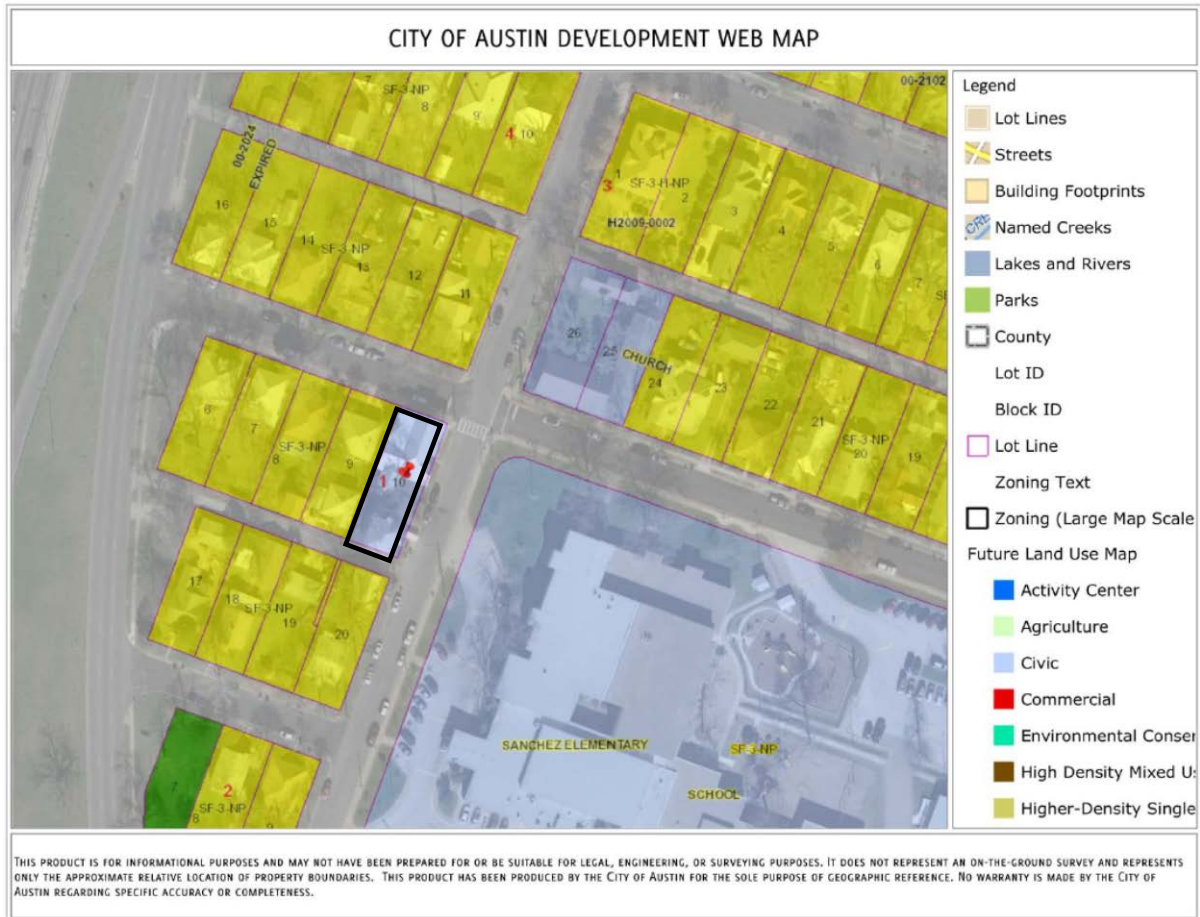 CITY OF AUSTIN DEVELOPMENT WEB MAP
00-2102
7
SF-3-NP
8
9
4 10
00-2024
EXPIRED
16
15
14
SF-3-NP
13
12
11
1
3
SF-3-H-NP
2
H2009-0002
3
4
5
6
7
26
25
CHURCH
24
23
22
21
SF-3-NP
20
19
6
7
SF-3-NP
8
9
1 10
17
18
SF-3-NP
19
20
7
2
SF-3-NP
8
9
SANCHEZ ELEMENTARY
SF-3-NP
SCHOOL
Legend
Lot Lines
Streets
Building Footprints
CRE
Named Creeks
Lakes and Rivers
Parks
County
Lot ID
Block ID
Lot Line
Zoning Text
Zoning (Large Map Scale
Future Land Use Map
Activity Center
Agriculture
Civic
Commercial
Environmental Conser
High Density Mixed U
Higher-Density Single
THIS PRODUCT IS FOR INFORMATIONAL PURPOSES AND MAY NOT HAVE BEEN PREPARED FOR OR BE SUITABLE FOR LEGAL, ENGINEERING, OR SURVEYING PURPOSES. IT DOES NOT REPRESENT AN ON-THE-GROUND SURVEY AND REPRESENTS
ONLY THE APPROXIMATE RELATIVE LOCATION OF PROPERTY BOUNDARIES. THIS PRODUCT HAS BEEN PRODUCED BY THE CITY OF AUSTIN FOR THE SOLE PURPOSE OF GEOGRAPHIC REFERENCE. NO WARRANTY IS MADE BY THE CITY OF
AUSTIN REGARDING SPECIFIC ACCURACY OR COMPLETENESS.